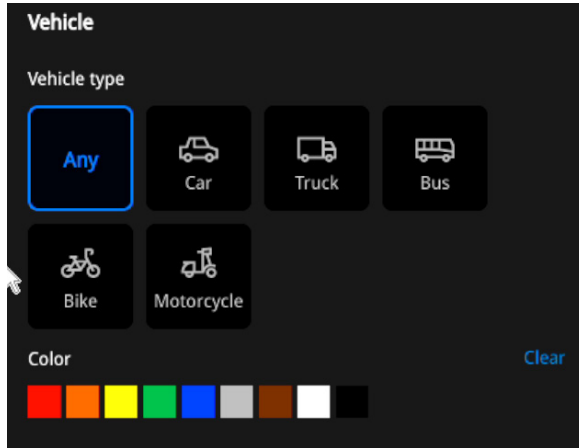 Vehicle
Vehicle type
Any
Car
Truck
Bus
Bike
Motorcycle
Color
Clear